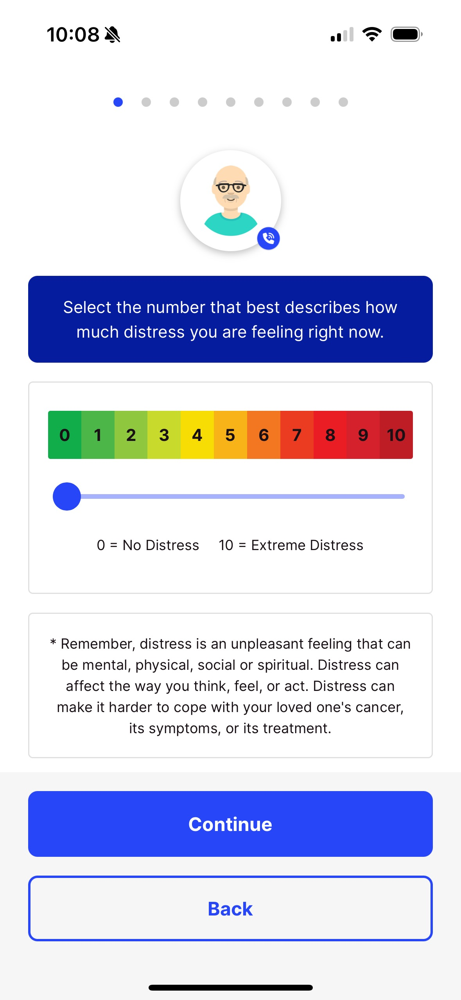 10:08
Select the number that best describes how
much distress you are feeling right now.
0 1 2 3 4 5 6 7 8 9 10
0 = No Distress 10 = Extreme Distress
* Remember, distress is an unpleasant feeling that can
be mental, physical, social or spiritual. Distress can
affect the way you think, feel, or act. Distress can
make it harder to cope with your loved one's cancer,
its symptoms, or its treatment.
Continue
Back